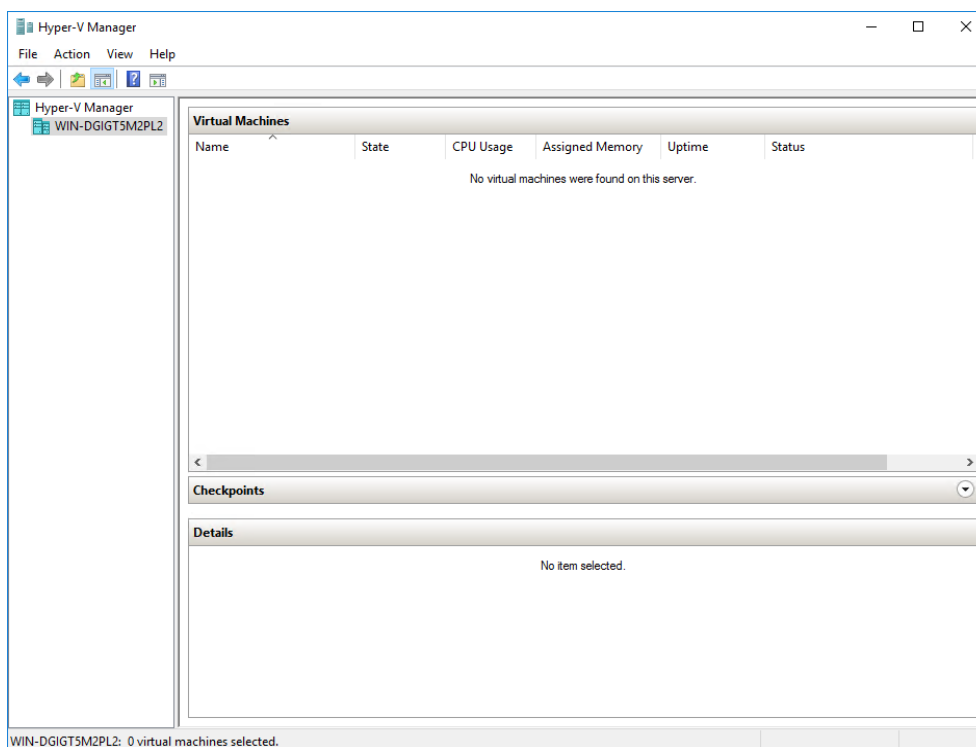 Hyper-V Manager
File Action View Help
Hyper-V Manager
WIN-DGIGT5M2PL2
Virtual Machines
Name State CPU Usage Assigned Memory Uptime Status
No virtual machines were found on this server.
Checkpoints
Details
No item selected.
WIN-DGIGT5M2PL2: 0 virtual machines selected.